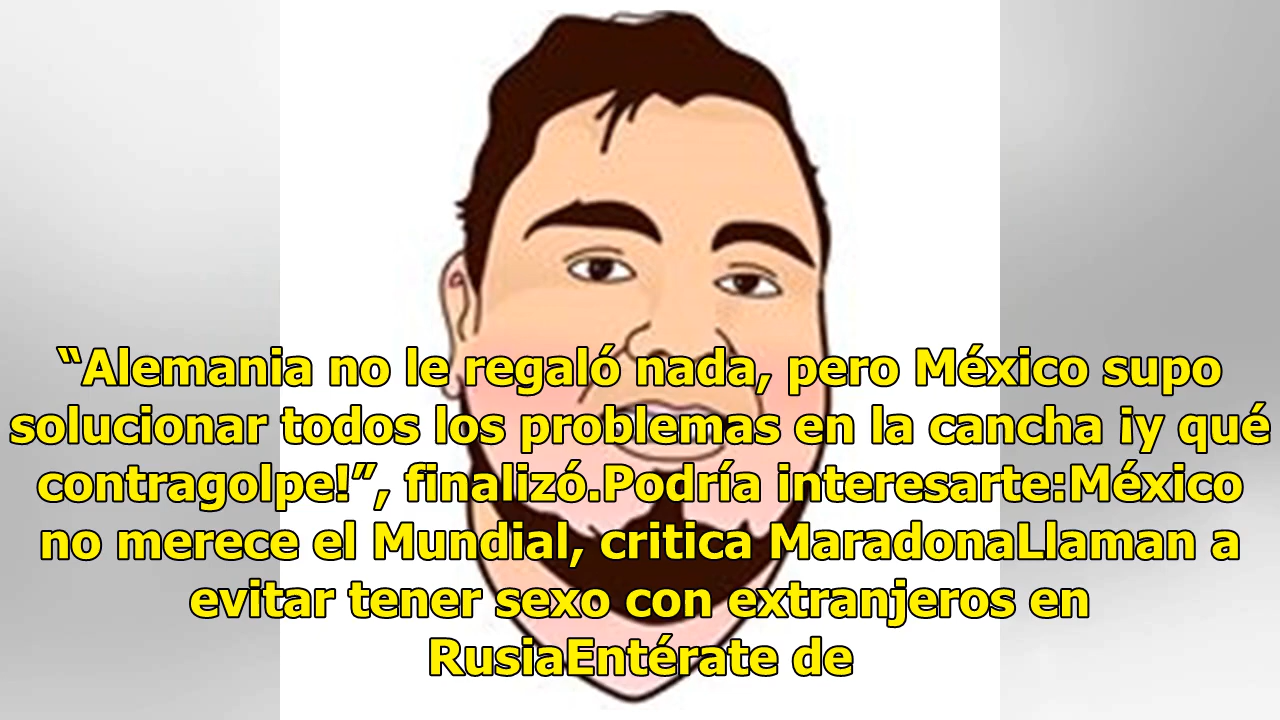 “Alemania no le regaló nada, pero México supo
solucionar todos los problemas en la cancha ¡y qué
contragolpe!”, finalizó.Podría interesarte:México
no merece el Mundial, critica MaradonaLlaman a
evitar tener sexo con extranjeros en
RusiaEntérate de